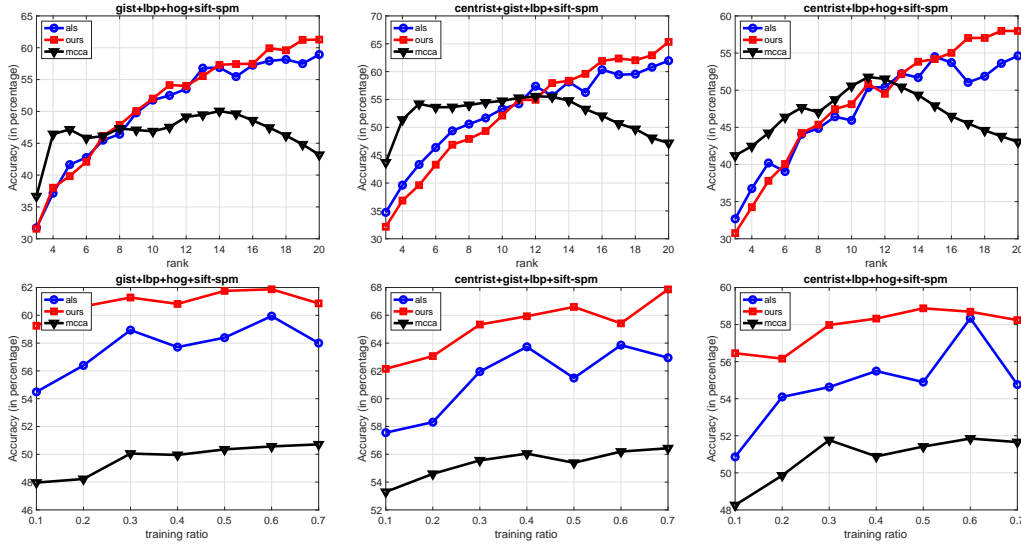 gist+lbp+hog+sift-spm
als
ours
mcca
Accuracy (in percentage)
65
60
55
50
45
40
35
30
4
6
8
10
12
14
16
18
20
rank
centrist+gist+lbp+sift-spm
als
ours
mcca
Accuracy (in percentage)
70
65
60
55
50
45
40
35
30
4
6
8
10
12
14
16
18
20
rank
centrist+lbp+hog+sift-spm
als
ours
mcca
Accuracy (in percentage)
60
55
50
45
40
35
30
4
6
8
10
12
14
16
18
20
rank
gist+lbp+hog+sift-spm
als
ours
mcca
Accuracy (in percentage)
62
60
58
56
54
52
50
48
46
0.1
0.2
0.3
0.4
0.5
0.6
0.7
training ratio
centrist+gist+lbp+sift-spm
als
ours
mcca
Accuracy (in percentage)
68
66
64
62
60
58
56
54
52
0.1
0.2
0.3
0.4
0.5
0.6
0.7
training ratio
centrist+lbp+hog+sift-spm
als
ours
mcca
Accuracy (in percentage)
60
58
56
54
52
50
48
0.1
0.2
0.3
0.4
0.5
0.6
0.7
training ratio